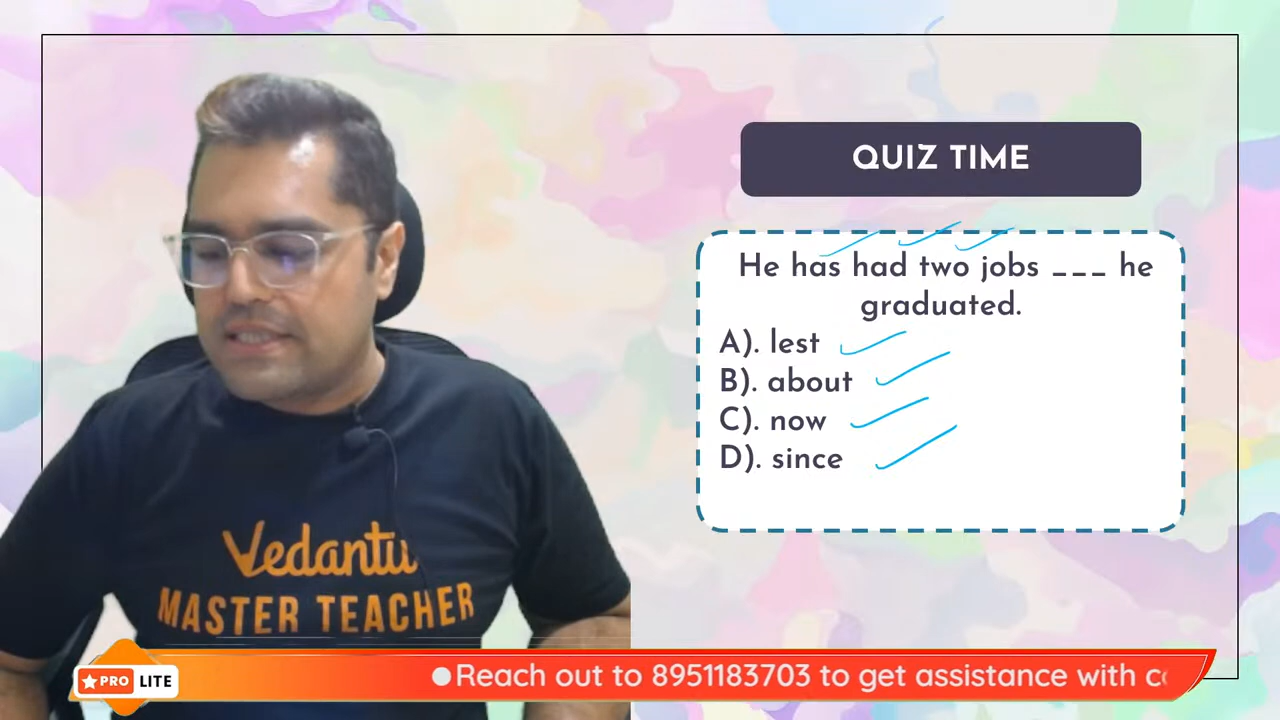 QUIZ TIME
He has had two jobs ___ he
graduated.
A). lest
B). about
C). now
D). since
Vedantu
MASTER TEACHER
PRO LITE
Reach out to 8951183703 to get assistance with